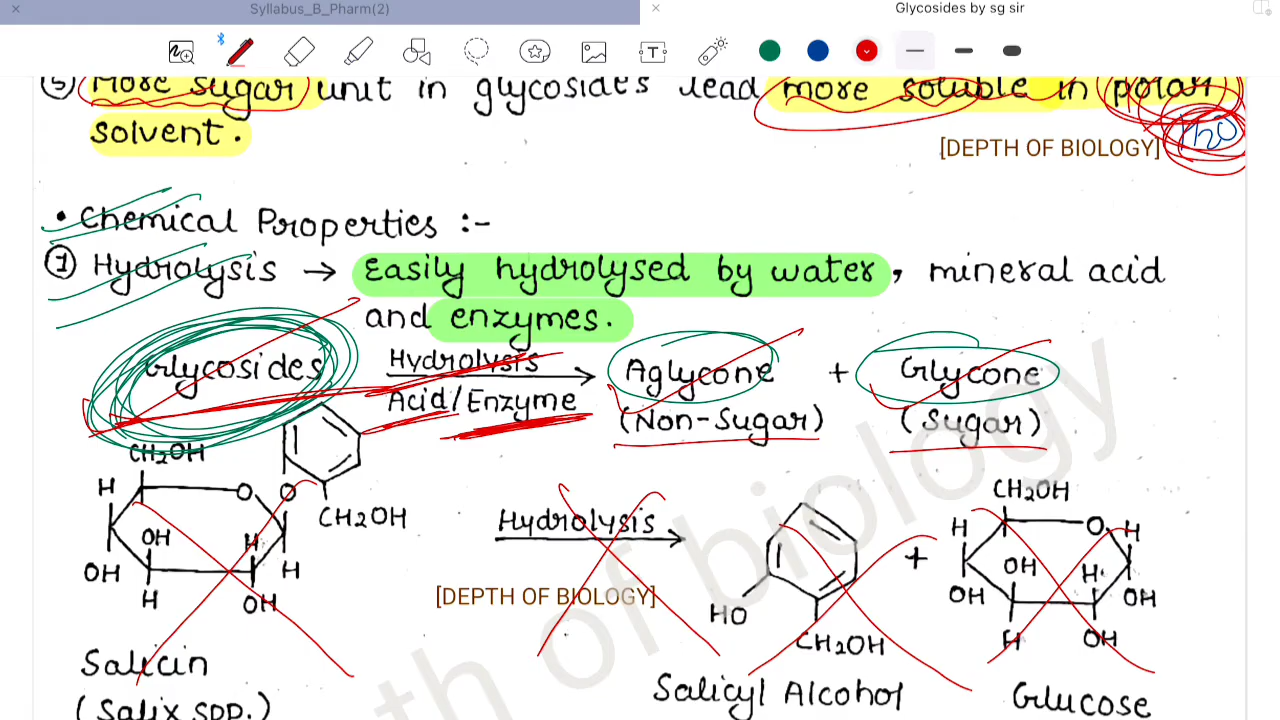 Syllabus_B_Pharm(2)
Glycosides by sg sir
⑤ More sugar unit in glycosides lead more soluble in polar
solvent.
H2O
[DEPTH OF BIOLOGY]
• Chemical Properties :-
① Hydrolysis → Easily hydrolysed by water, mineral acid
and enzymes.
Glycosides Hydrolysis Aglycone + Glycone
Acid/Enzyme (Non-Sugar) (Sugar)
CH2OH
H O O CH2OH
OH H
OH H
H OH
Hydrolysis
[DEPTH OF BIOLOGY]
HO
CH2OH
+
CH2OH
H O H
OH H
OH OH
H OH
Salicin
(Salix spp.)
Salicyl Alcohol
Glucose
depth of biology